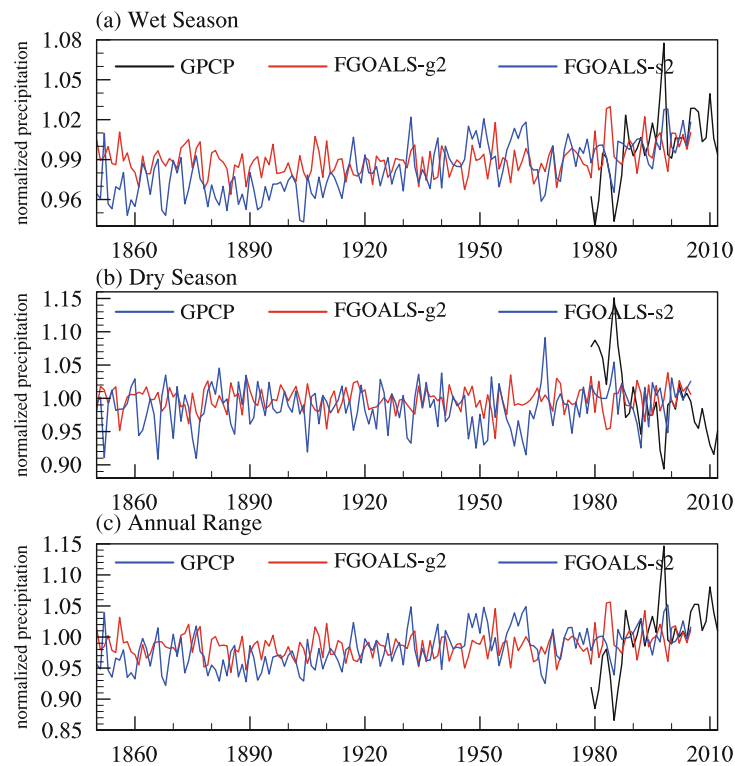 (a) Wet Season
1.08
GPCP FGOALS-g2 FGOALS-s2
1.05
1.02
0.99
0.96
normalized precipitation
1860 1890 1920 1950 1980 2010
(b) Dry Season
1.15
GPCP FGOALS-g2 FGOALS-s2
1.10
1.05
1.00
0.95
0.90
normalized precipitation
1860 1890 1920 1950 1980 2010
(c) Annual Range
1.15
GPCP FGOALS-g2 FGOALS-s2
1.10
1.05
1.00
0.95
0.90
0.85
normalized precipitation
1860 1890 1920 1950 1980 2010